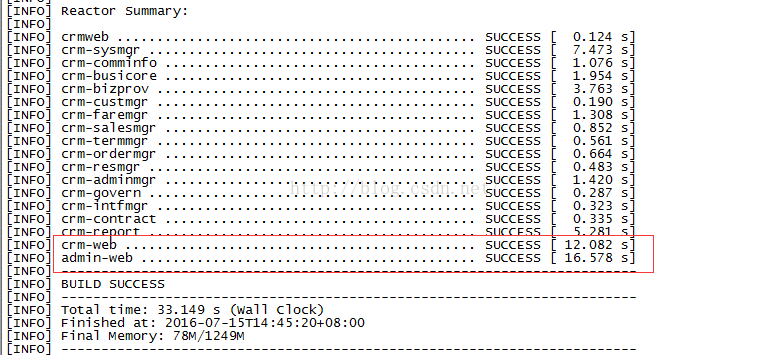 [INFO] Reactor Summary:
[INFO]
[INFO] crmweb ............................................ SUCCESS [  0.124 s]
[INFO] crm-sysmgr ........................................ SUCCESS [  7.473 s]
[INFO] crm-comminfo ...................................... SUCCESS [  1.076 s]
[INFO] crm-busicore ...................................... SUCCESS [  1.954 s]
[INFO] crm-bizprov ....................................... SUCCESS [  3.763 s]
[INFO] crm-custmgr ....................................... SUCCESS [  0.190 s]
[INFO] crm-faremgr ....................................... SUCCESS [  1.308 s]
[INFO] crm-salesmgr ...................................... SUCCESS [  0.852 s]
[INFO] crm-termmgr ....................................... SUCCESS [  0.561 s]
[INFO] crm-ordermgr ...................................... SUCCESS [  0.664 s]
[INFO] crm-resmgr ........................................ SUCCESS [  0.483 s]
[INFO] crm-adminmgr ...................................... SUCCESS [  1.420 s]
http://blog.csdn.net
[INFO] crm-govern ........................................ SUCCESS [  0.287 s]
[INFO] crm-intfmgr ....................................... SUCCESS [  0.323 s]
[INFO] crm-contract ...................................... SUCCESS [  0.335 s]
[INFO] crm-report ........................................ SUCCESS [  5.281 s]
[INFO] crm-web ........................................... SUCCESS [ 12.082 s]
[INFO] admin-web ......................................... SUCCESS [ 16.578 s]
[INFO] ------------------------------------------------------------------------
[INFO] BUILD SUCCESS
[INFO] ------------------------------------------------------------------------
[INFO] Total time: 33.149 s (Wall Clock)
[INFO] Finished at: 2016-07-15T14:45:20+08:00
[INFO] Final Memory: 78M/1249M
[INFO] ------------------------------------------------------------------------